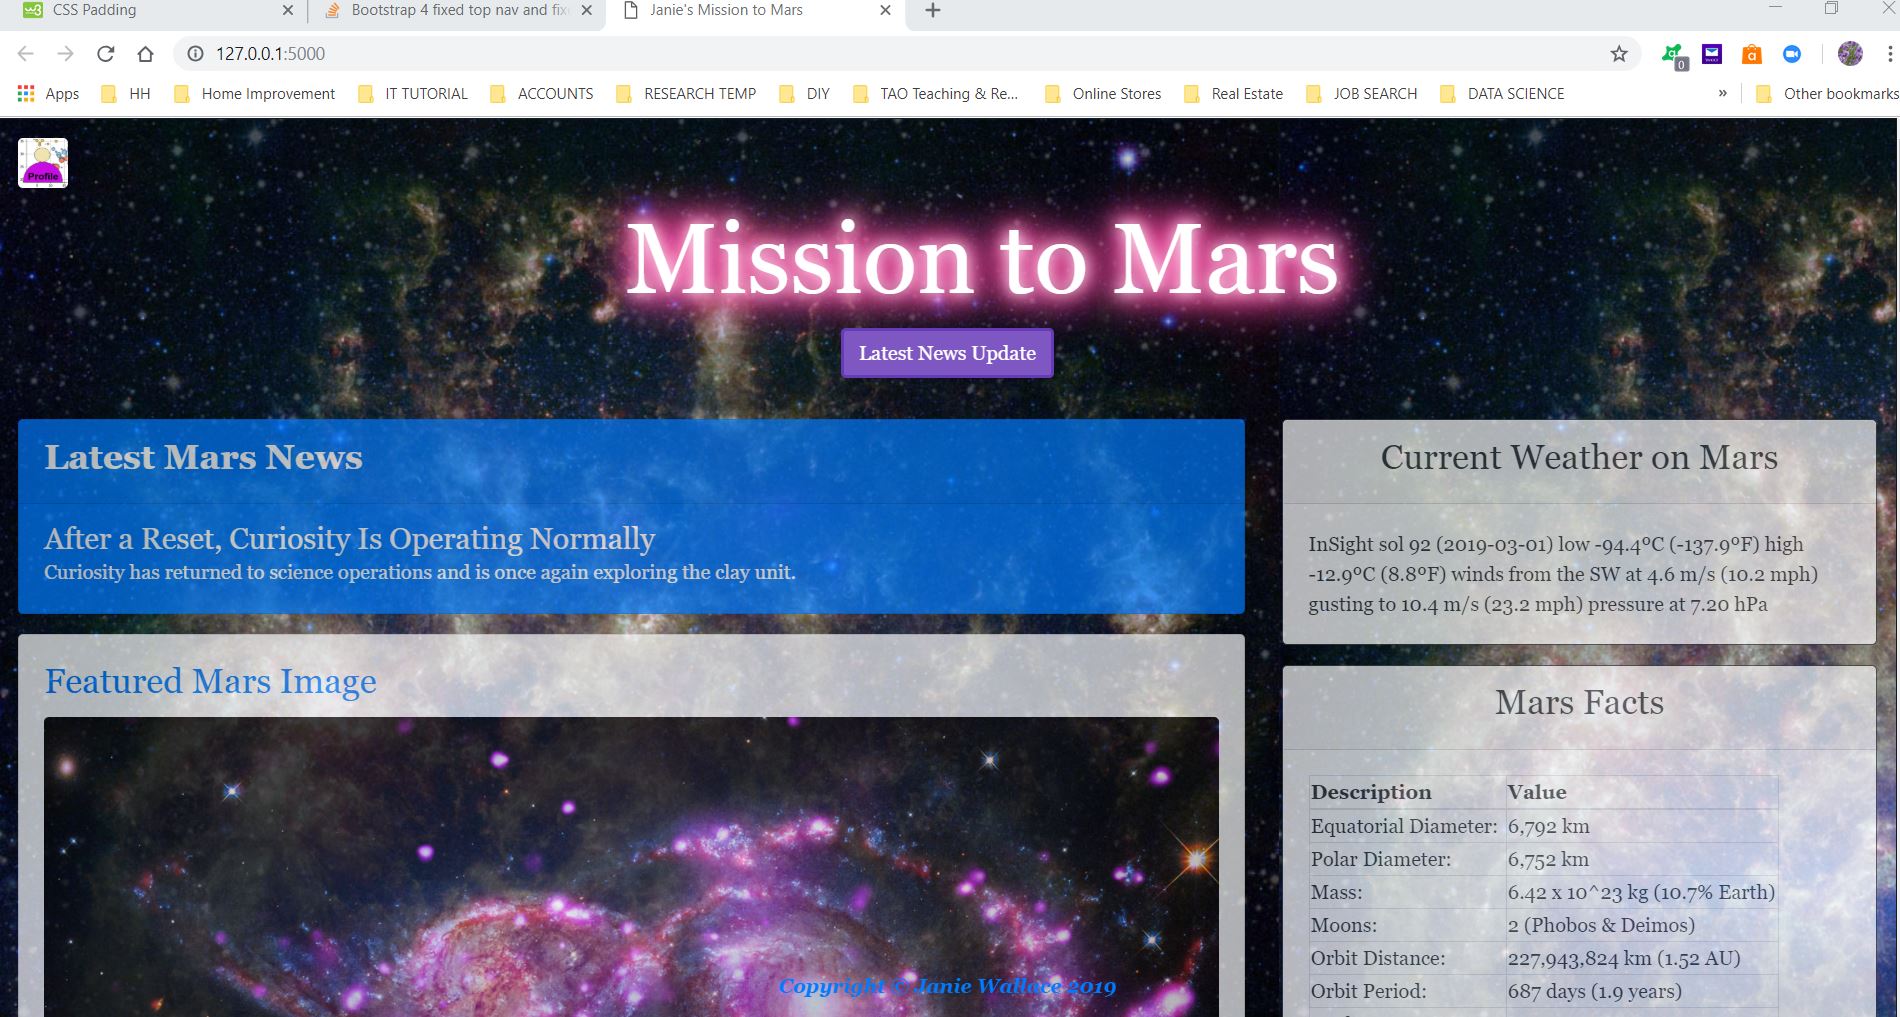 CSS Padding
Bootstrap 4 fixed top nav and fix
Janie's Mission to Mars
127.0.0.1:5000
a
0
a
Apps
HH
Home Improvement
IT TUTORIAL
ACCOUNTS
RESEARCH TEMP
DIY
TAO Teaching & Re...
Online Stores
Real Estate
JOB SEARCH
DATA SCIENCE
»
Other bookmarks
Profile
Mission to Mars
Latest News Update
Latest Mars News
After a Reset, Curiosity Is Operating Normally
Curiosity has returned to science operations and is once again exploring the clay unit.
Featured Mars Image
Copyright © Janie Wallace 2019
Current Weather on Mars
InSight sol 92 (2019-03-01) low -94.4ºC (-137.9ºF) high
-12.9ºC (8.8ºF) winds from the SW at 4.6 m/s (10.2 mph)
gusting to 10.4 m/s (23.2 mph) pressure at 7.20 hPa
Mars Facts
Description Value
Equatorial Diameter: 6,792 km
Polar Diameter: 6,752 km
Mass: 6.42 x 10^23 kg (10.7% Earth)
Moons: 2 (Phobos & Deimos)
Orbit Distance: 227,943,824 km (1.52 AU)
Orbit Period: 687 days (1.9 years)